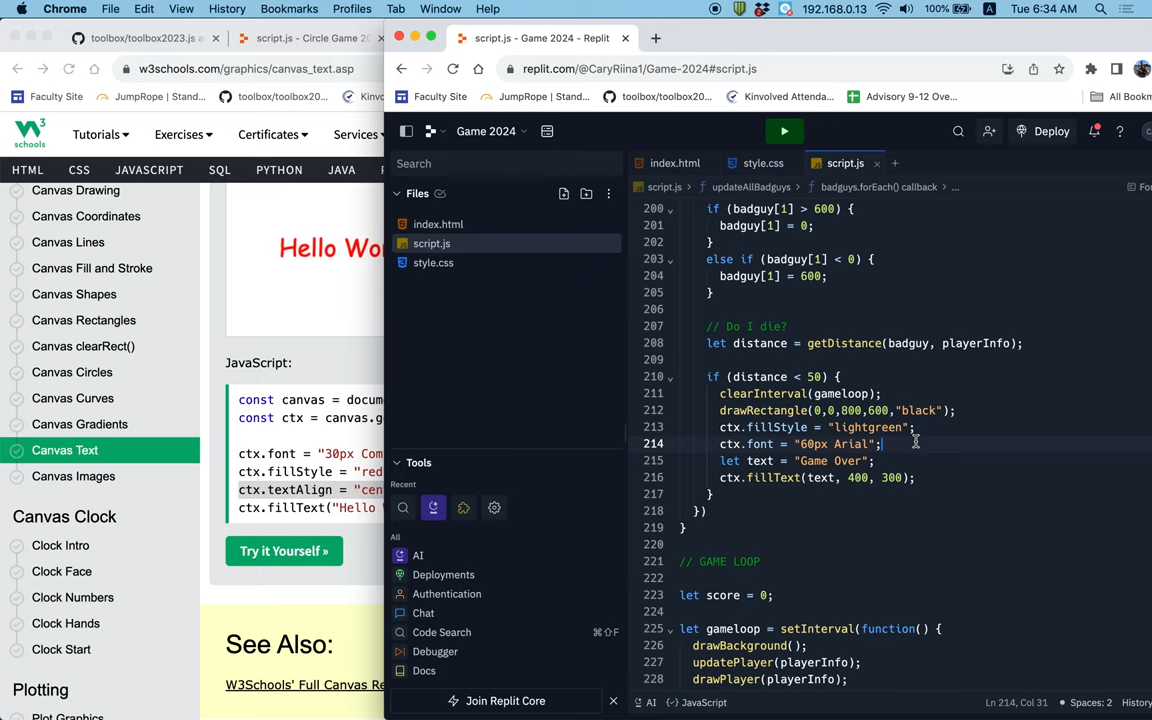 Chrome File Edit View History Bookmarks Profiles Tab Window Help 192.168.0.13 100% A Tue 6:34 AM
toolbox/toolbox2023.js a
script.js - Circle Game 20
script.js - Game 2024 - Replit
w3schools.com/graphics/canvas_text.asp
replit.com/@CaryRiina1/Game-2024#script.js
Faculty Site JumpRope | Stand... toolbox/toolbox20...
Faculty Site JumpRope | Stand... toolbox/toolbox20... Kinvolved Attenda... Advisory 9-12 Ove... All Bookm
schools
Tutorials Exercises Certificates Services
HTML CSS JAVASCRIPT SQL PYTHON JAVA
Canvas Drawing
Canvas Coordinates
Canvas Lines
Canvas Fill and Stroke
Canvas Shapes
Canvas Rectangles
Canvas clearRect()
Canvas Circles
Canvas Curves
Canvas Gradients
Canvas Text
Canvas Images
Canvas Clock
Clock Intro
Clock Face
Clock Numbers
Clock Hands
Clock Start
Plotting
Plot Graphics
Hello Wo
JavaScript:
const canvas = docume
const ctx = canvas.g
ctx.font = "30px Com
ctx.fillStyle = "red
ctx.textAlign = "cen
ctx.fillText("Hello
Try it Yourself »
See Also:
W3Schools' Full Canvas Re
Game 2024
Deploy
Search
Files
index.html
script.js
style.css
Tools
Recent
All
AI
Deployments
Authentication
Chat
Code Search ⌘⇧F
Debugger
Docs
Join Replit Core
index.html style.css script.js
script.js updateAllBadguys badguys.forEach() callback ...
200 if (badguy[1] > 600) {
201 badguy[1] = 0;
202 }
203 else if (badguy[1] < 0) {
204 badguy[1] = 600;
205 }
206
207 // Do I die?
208 let distance = getDistance(badguy, playerInfo);
209
210 if (distance < 50) {
211 clearInterval(gameloop);
212 drawRectangle(0,0,800,600,"black");
213 ctx.fillStyle = "lightgreen";
214 ctx.font = "60px Arial";
215 let text = "Game Over";
216 ctx.fillText(text, 400, 300);
217 }
218 })
219 }
220
221 // GAME LOOP
222
223 let score = 0;
224
225 let gameloop = setInterval(function() {
226 drawBackground();
227 updatePlayer(playerInfo);
228 drawPlayer(playerInfo);
AI JavaScript Ln 214, Col 31 Spaces: 2 History